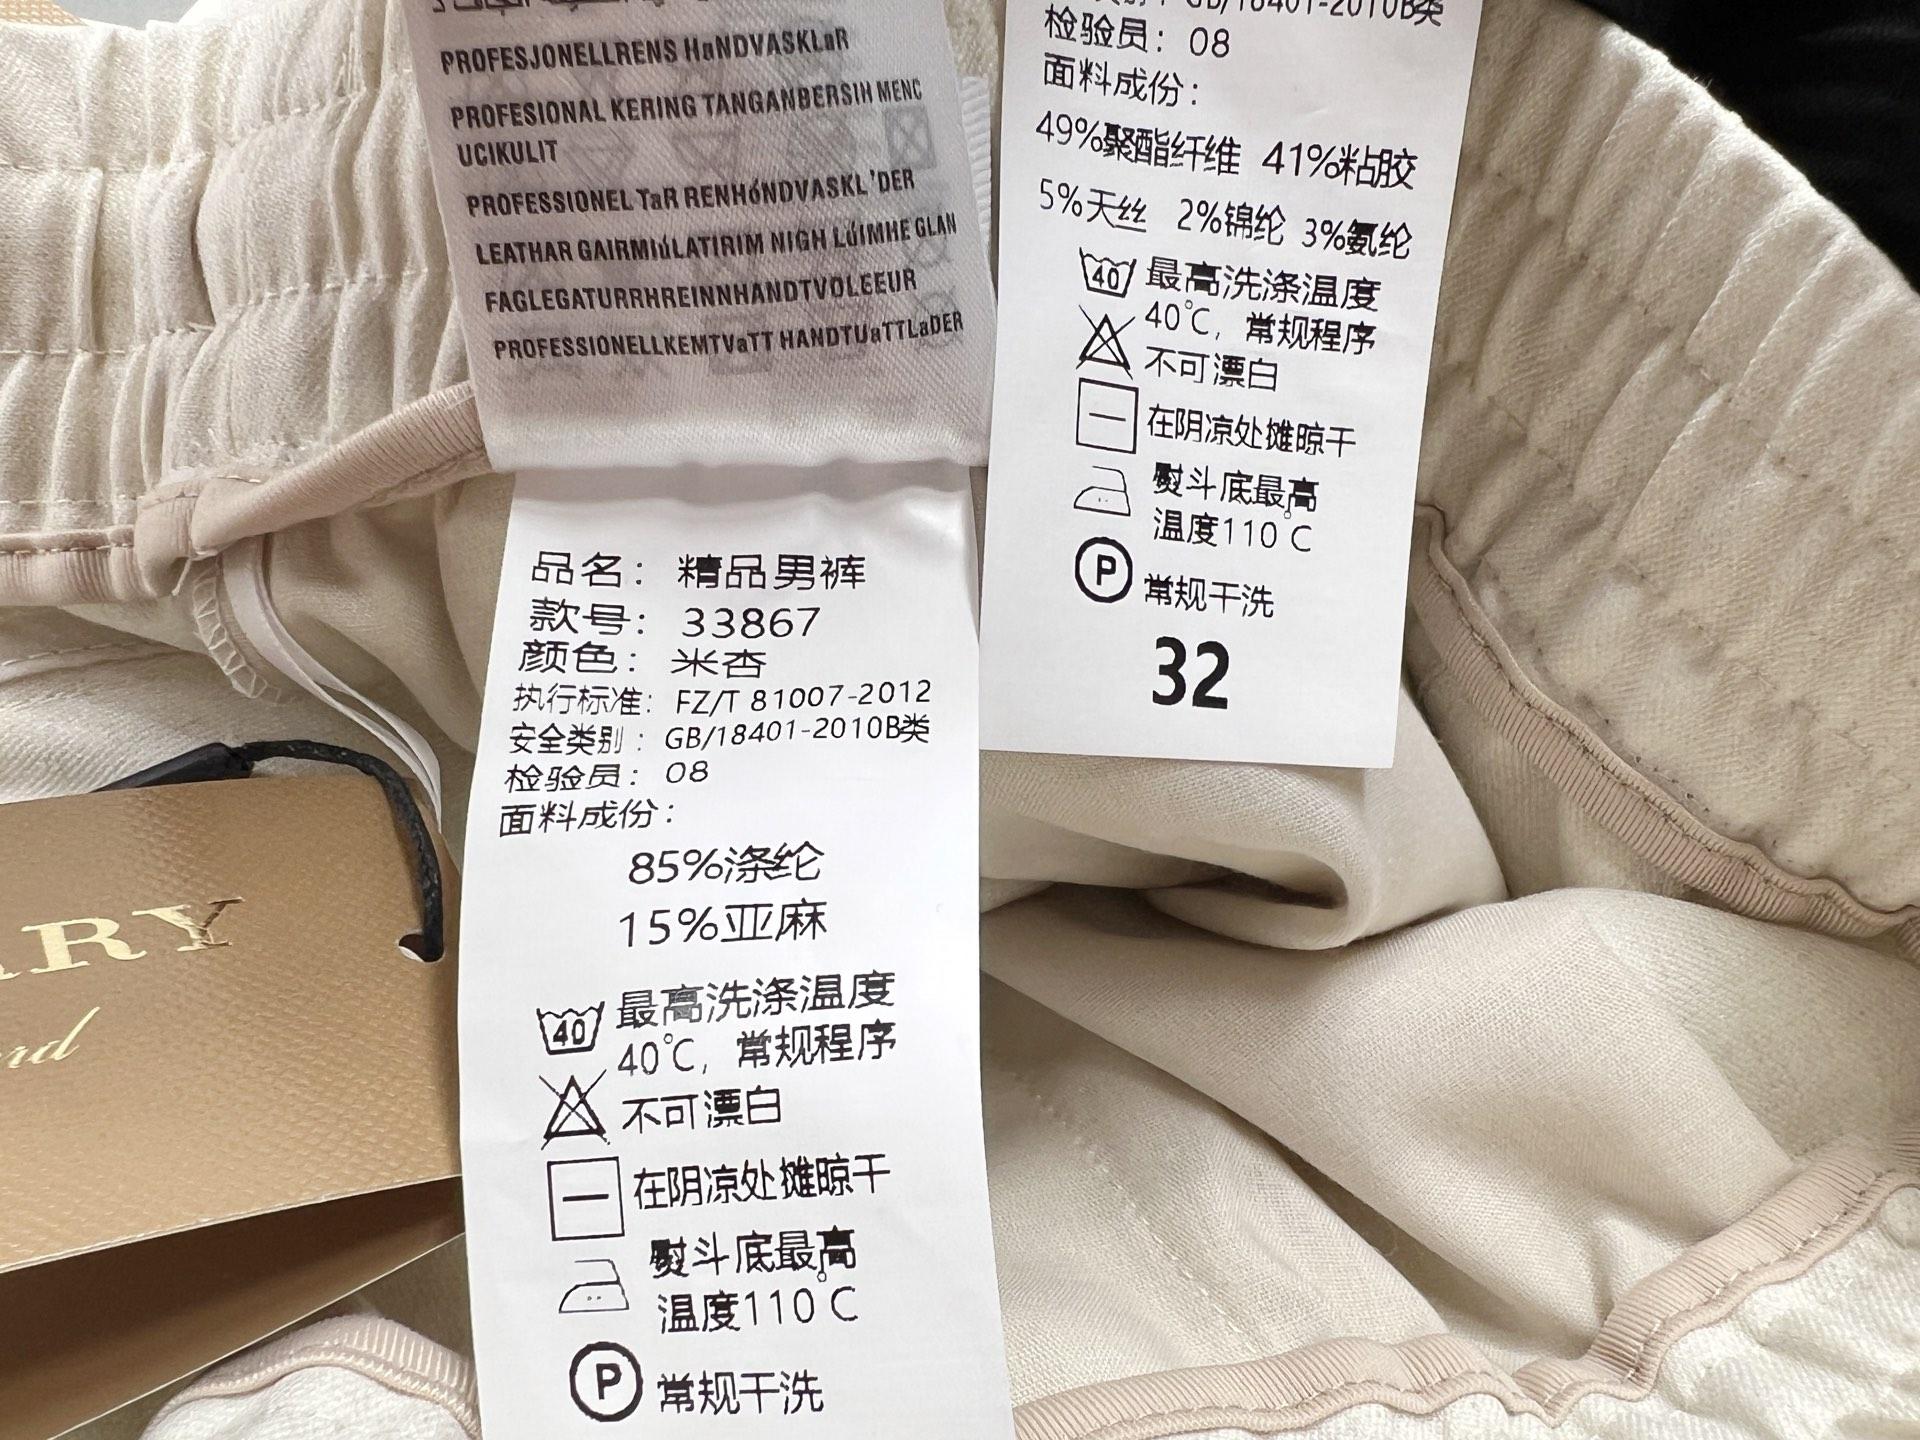 PROFESJONELLRENS HaNDVASKLaR
PROFESIONAL KERING TANGANBERSIH MENC
UCIKULIT
PROFESSIONEL TaR RENHóNDVASKL'DER
LEATHAR GAIRMIúLATIRIM NIGH LúIMHE GLAN
FAGLEGATURRHREINNHANDTVOLEEUR
PROFESSIONELLKEMTVaTT HANDTUaTTLaDER
GB/18401-2010B类
检验员：08
面料成份：
49%聚酯纤维 41%粘胶
5%天丝 2%锦纶 3%氨纶
40 最高洗涤温度
40℃，常规程序
不可漂白
在阴凉处摊晾干
熨斗底最高
温度110℃
P 常规干洗
32
品名：精品男裤
款号：33867
颜色：米杏
执行标准：FZ/T 81007-2012
安全类别：GB/18401-2010B类
检验员：08
面料成份：
85%涤纶
15%亚麻
40 最高洗涤温度
40℃，常规程序
不可漂白
在阴凉处摊晾干
熨斗底最高
温度110℃
P 常规干洗
RY
rd